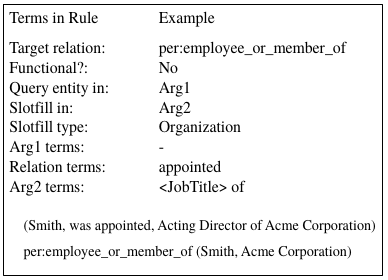 Terms in Rule Example
Target relation: per:employee_or_member_of
Functional?: No
Query entity in: Arg1
Slotfill in: Arg2
Slotfill type: Organization
Arg1 terms: -
Relation terms: appointed
Arg2 terms: <JobTitle> of
(Smith, was appointed, Acting Director of Acme Corporation)
per:employee_or_member_of (Smith, Acme Corporation)